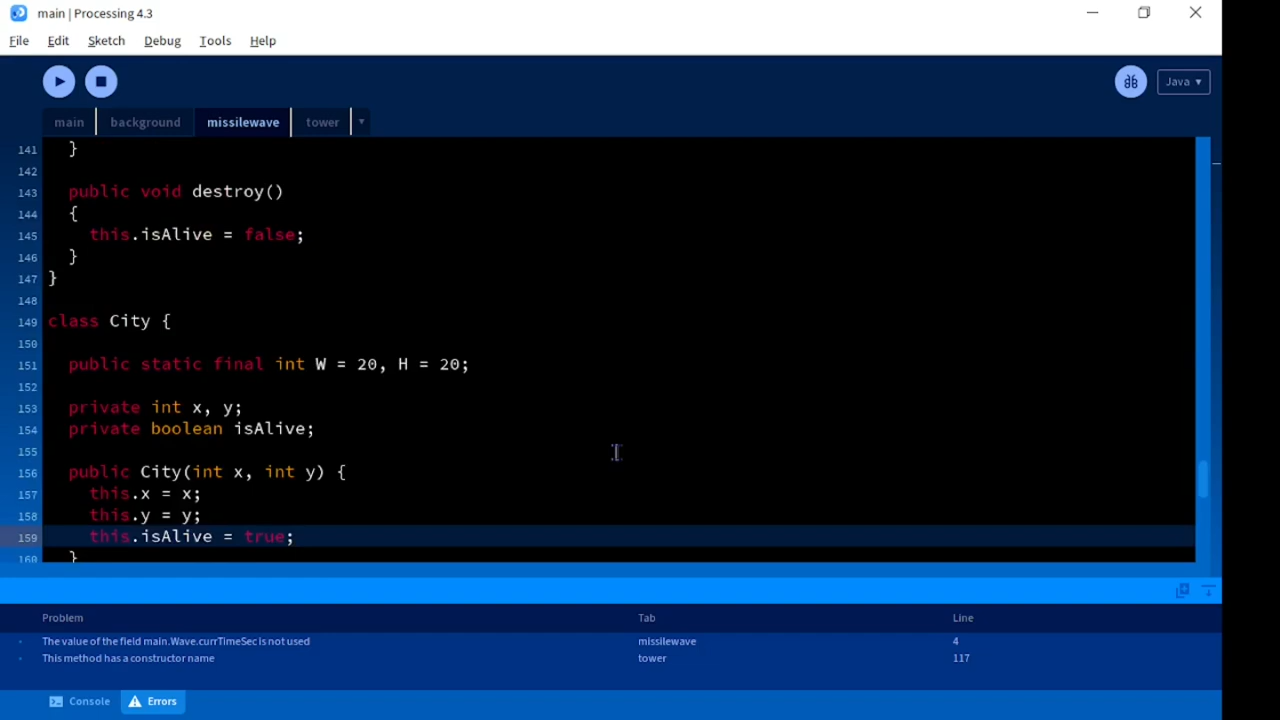 main | Processing 4.3
File Edit Sketch Debug Tools Help
Java ▾
main background missilewave tower ▾
141 }
142
143 public void destroy()
144 {
145 this.isAlive = false;
146 }
147 }
148
149 class City {
150
151 public static final int W = 20, H = 20;
152
153 private int x, y;
154 private boolean isAlive;
155
156 public City(int x, int y) {
157 this.x = x;
158 this.y = y;
159 this.isAlive = true;
160 }
Problem Tab Line
The value of the field main.Wave.currTimeSec is not used missilewave 4
This method has a constructor name tower 117
Console Errors